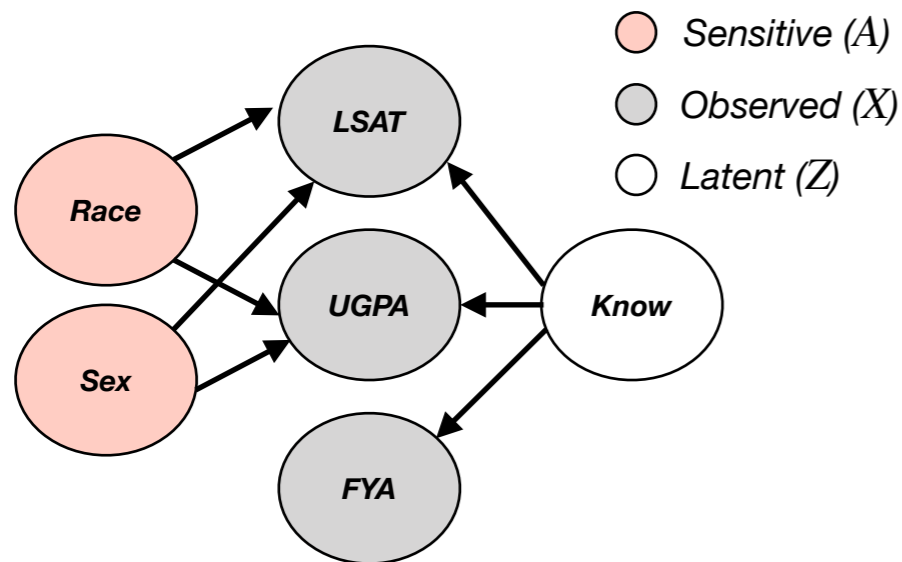 Sensitive (A)
Observed (X)
Latent (Z)
LSAT
Race
UGPA
Know
Sex
FYA